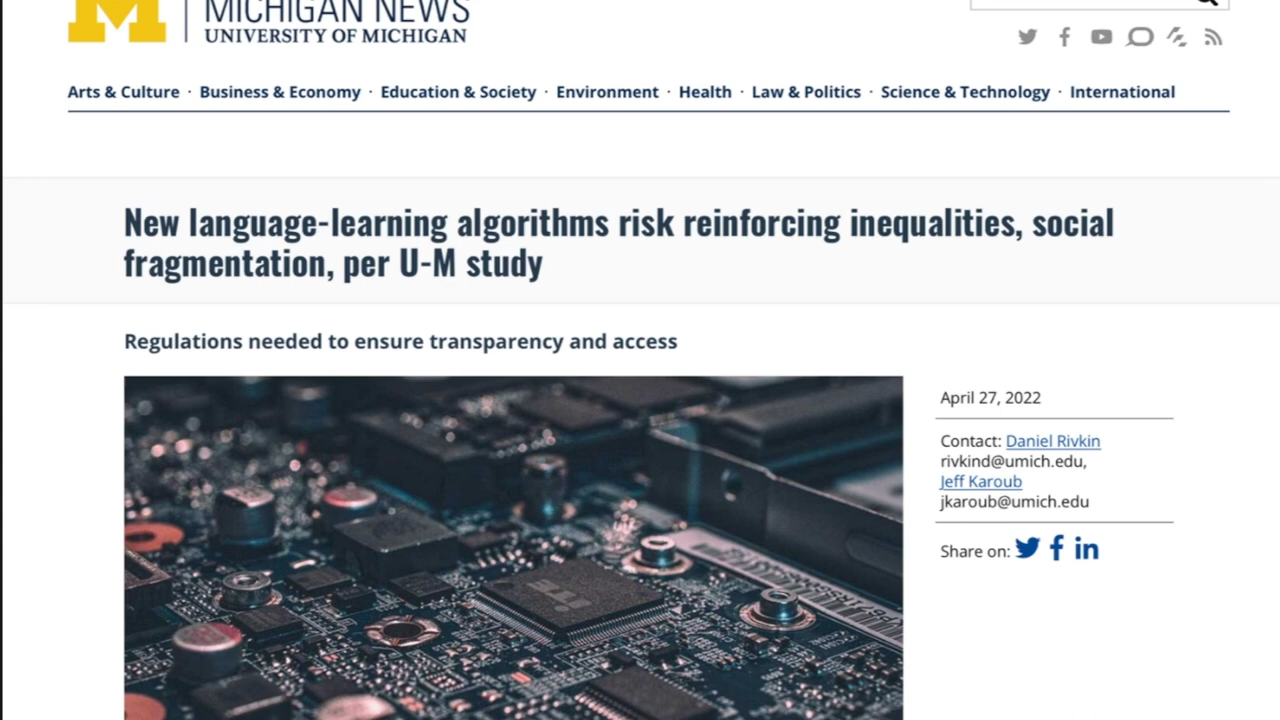 MICHIGAN NEWS
UNIVERSITY OF MICHIGAN
Arts & Culture · Business & Economy · Education & Society · Environment · Health · Law & Politics · Science & Technology · International
New language-learning algorithms risk reinforcing inequalities, social
fragmentation, per U-M study
Regulations needed to ensure transparency and access
April 27, 2022
Contact: Daniel Rivkin
rivkind@umich.edu,
Jeff Karoub
jkaroub@umich.edu
Share on: